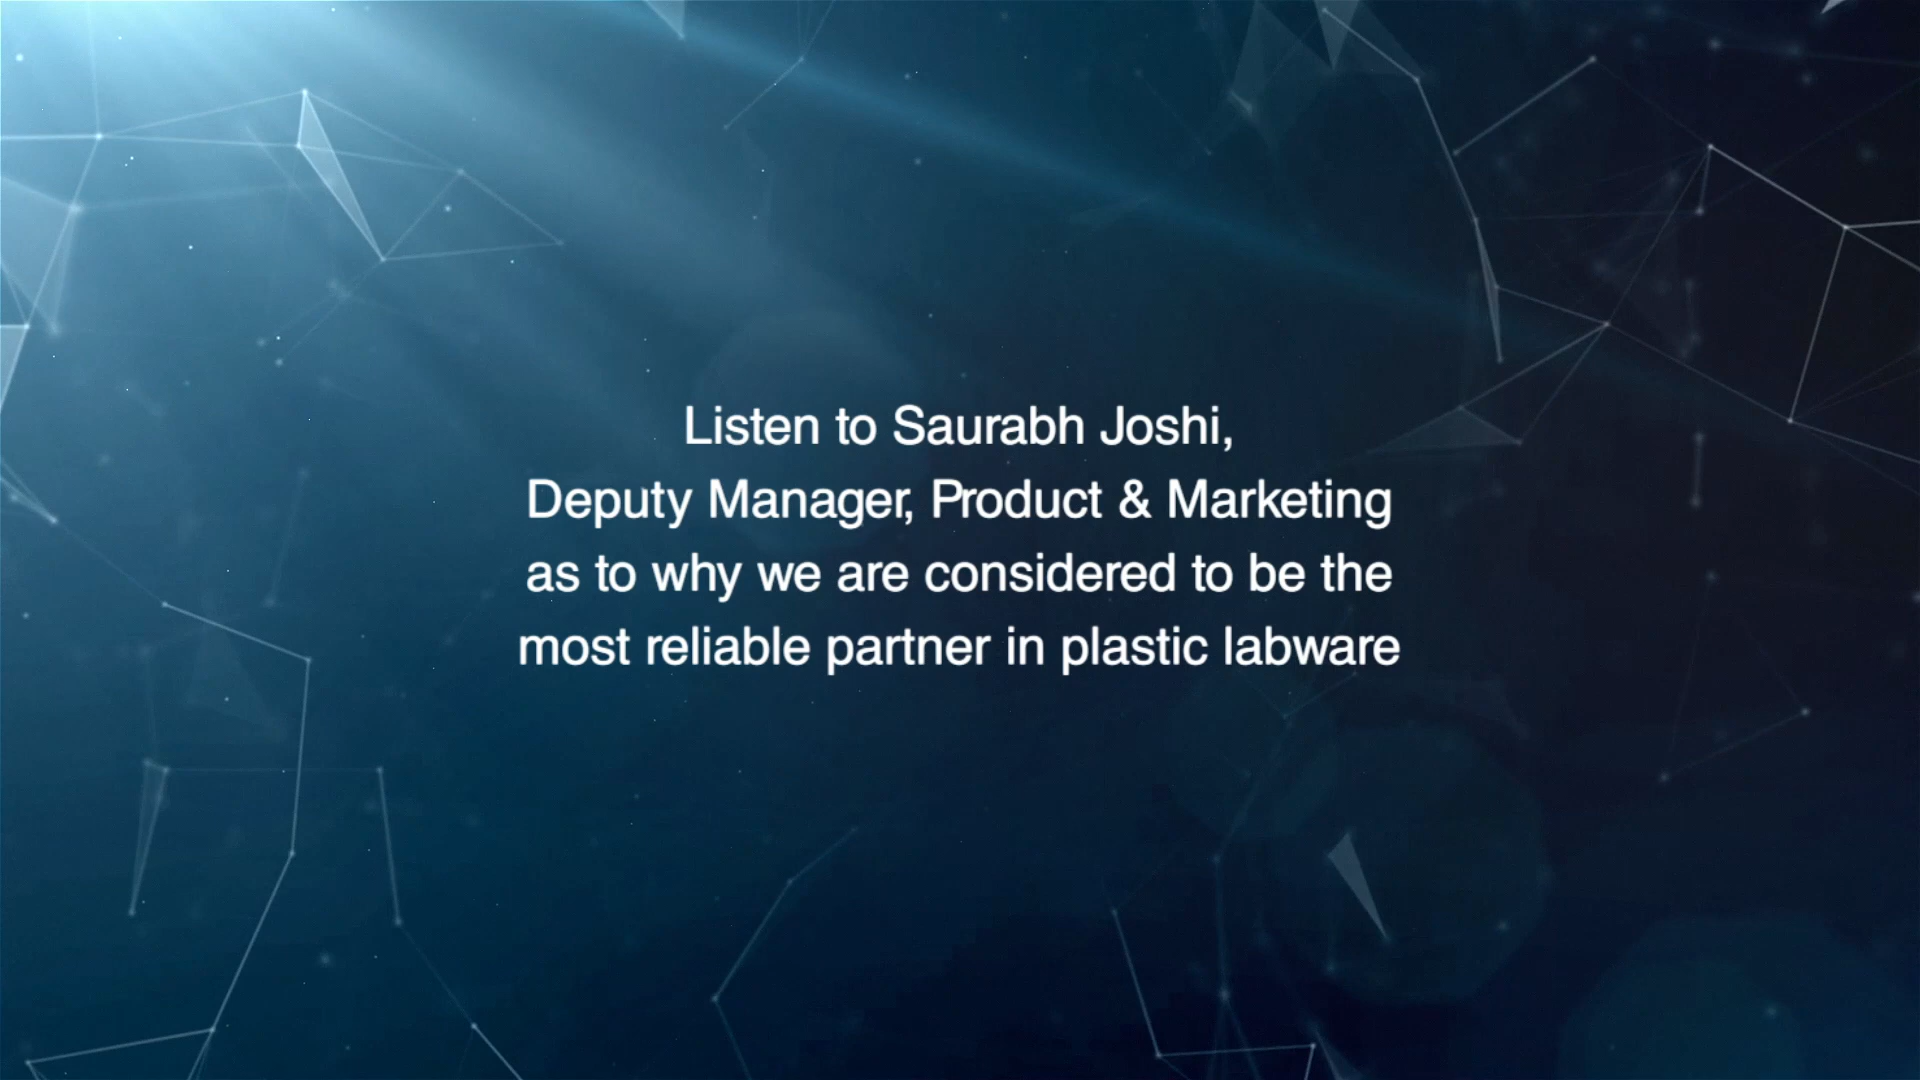 Listen to Saurabh Joshi,
Deputy Manager, Product & Marketing
as to why we are considered to be the
most reliable partner in plastic labware